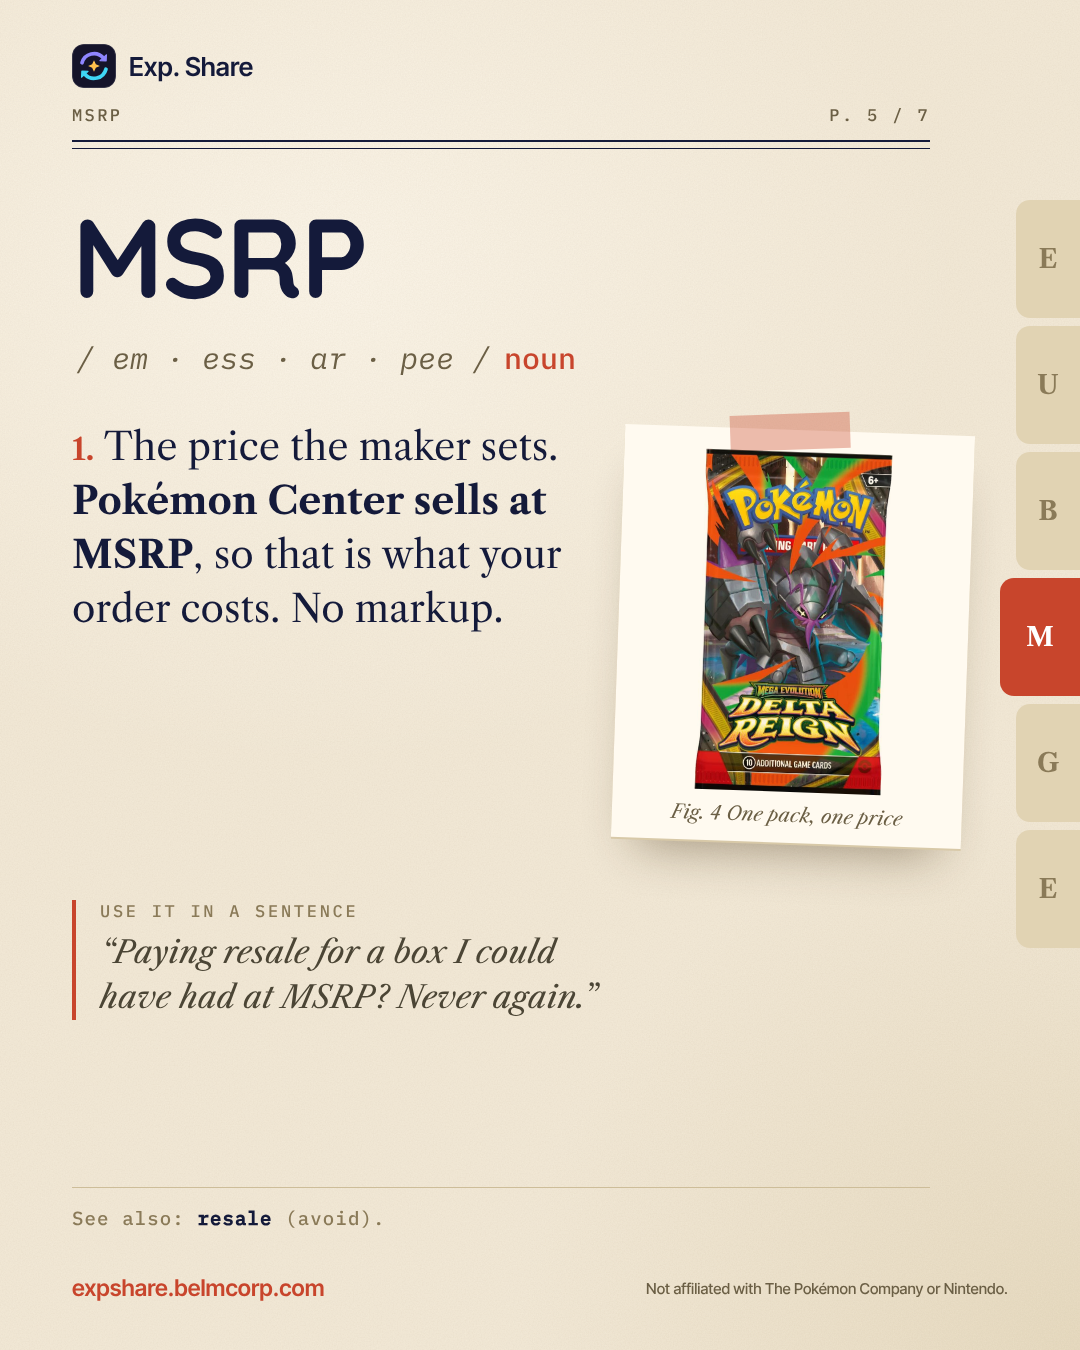 Exp. Share
MSRP
P. 5 / 7
MSRP
/ em · ess · ar · pee / noun
1. The price the maker sets.
Pokémon Center sells at
MSRP, so that is what your
order costs. No markup.
6+
POKÉMON
MEGA EVOLUTION
DELTA
REIGN
10 ADDITIONAL GAME CARDS
Fig. 4 One pack, one price
E
U
B
M
G
E
USE IT IN A SENTENCE
“Paying resale for a box I could
have had at MSRP? Never again.”
See also: resale (avoid).
expshare.belmcorp.com
Not affiliated with The Pokémon Company or Nintendo.